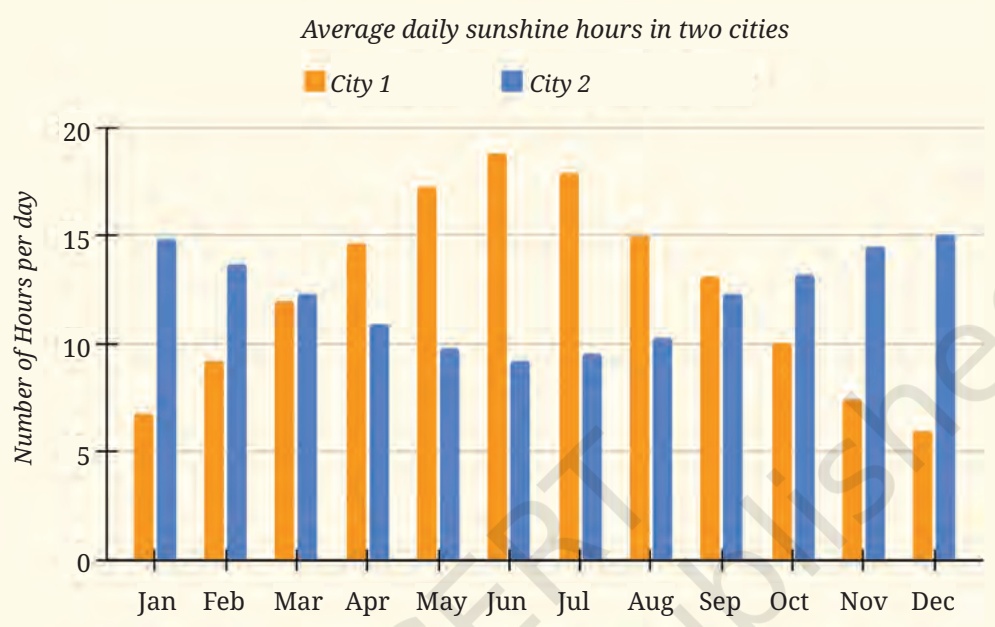 Average daily sunshine hours in two cities
City 1 City 2
Number of Hours per day
20
15
10
5
0
Jan Feb Mar Apr May Jun Jul Aug Sep Oct Nov Dec